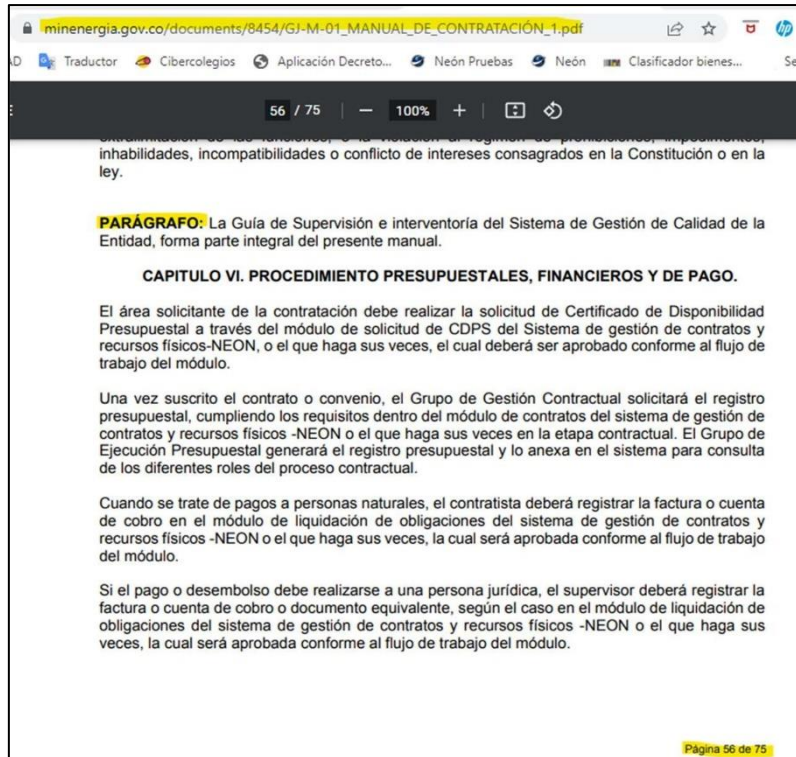 minenergia.gov.co/documents/8454/GJ-M-01_MANUAL_DE_CONTRATACIÓN_1.pdf
AD Traductor Cibercolegios Aplicación Decreto... Neón Pruebas Neón Clasificador bienes... Se
56 / 75 | — 100% + |
extralimitación de las funciones, o la violación al régimen de prohibiciones, impedimentos,
inhabilidades, incompatibilidades o conflicto de intereses consagrados en la Constitución o en la
ley.
PARÁGRAFO: La Guía de Supervisión e interventoría del Sistema de Gestión de Calidad de la
Entidad, forma parte integral del presente manual.
CAPITULO VI. PROCEDIMIENTO PRESUPUESTALES, FINANCIEROS Y DE PAGO.
El área solicitante de la contratación debe realizar la solicitud de Certificado de Disponibilidad
Presupuestal a través del módulo de solicitud de CDPS del Sistema de gestión de contratos y
recursos físicos-NEON, o el que haga sus veces, el cual deberá ser aprobado conforme al flujo de
trabajo del módulo.
Una vez suscrito el contrato o convenio, el Grupo de Gestión Contractual solicitará el registro
presupuestal, cumpliendo los requisitos dentro del módulo de contratos del sistema de gestión de
contratos y recursos físicos -NEON o el que haga sus veces en la etapa contractual. El Grupo de
Ejecución Presupuestal generará el registro presupuestal y lo anexa en el sistema para consulta
de los diferentes roles del proceso contractual.
Cuando se trate de pagos a personas naturales, el contratista deberá registrar la factura o cuenta
de cobro en el módulo de liquidación de obligaciones del sistema de gestión de contratos y
recursos físicos -NEON o el que haga sus veces, la cual será aprobada conforme al flujo de trabajo
del módulo.
Si el pago o desembolso debe realizarse a una persona jurídica, el supervisor deberá registrar la
factura o cuenta de cobro o documento equivalente, según el caso en el módulo de liquidación de
obligaciones del sistema de gestión de contratos y recursos físicos -NEON o el que haga sus
veces, la cual será aprobada conforme al flujo de trabajo del módulo.
Página 56 de 75